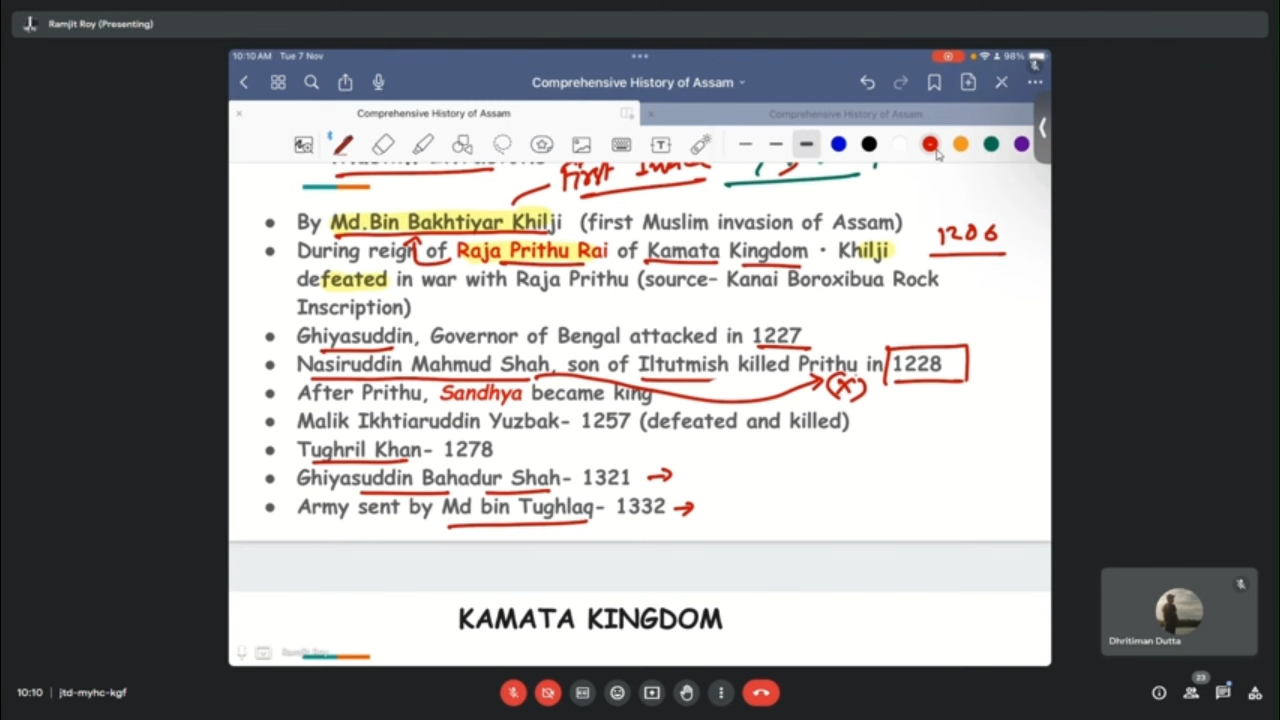 Ramjit Roy (Presenting)
10:10 AM Tue 7 Nov
98%
Comprehensive History of Assam
Comprehensive History of Assam
Comprehensive History of Assam
First
• By Md.Bin Bakhtiyar Khilji (first Muslim invasion of Assam)
1206
• During reign of Raja Prithu Rai of Kamata Kingdom · Khilji
defeated in war with Raja Prithu (source- Kanai Boroxibua Rock
Inscription)
• Ghiyasuddin, Governor of Bengal attacked in 1227
• Nasiruddin Mahmud Shah, son of Iltutmish killed Prithu in 1228
(x)
• After Prithu, Sandhya became king
• Malik Ikhtiaruddin Yuzbak- 1257 (defeated and killed)
• Tughril Khan- 1278
• Ghiyasuddin Bahadur Shah- 1321 →
• Army sent by Md bin Tughlaq- 1332 →
KAMATA KINGDOM
Ramjit Roy
Dhritiman Dutta
10:10 | jtd-myhc-kgf
23